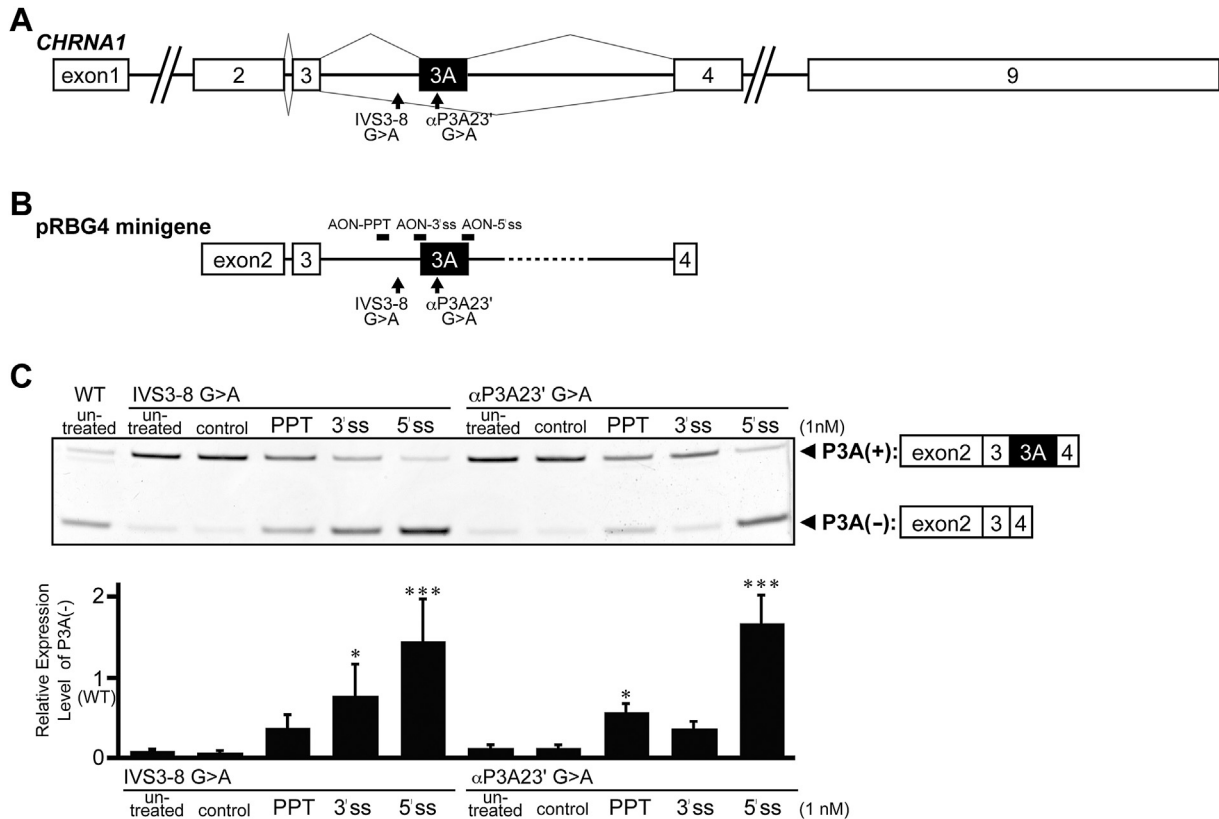 A
CHRNA1
exon1 2 3 3A 4 9
IVS3-8 αP3A23'
G>A G>A
B
pRBG4 minigene
AON-PPT AON-3'ss AON-5'ss
exon2 3 3A 4
IVS3-8 αP3A23'
G>A G>A
C
WT IVS3-8 G>A αP3A23' G>A
un-treated un-treated control PPT 3'ss 5'ss un-treated control PPT 3'ss 5'ss (1nM)
P3A(+): exon2 3 3A 4
P3A(−): exon2 3 4
Relative Expression
Level of P3A(-)
2
1
(WT)
0
* *** * ***
IVS3-8 G>A αP3A23' G>A
un-treated control PPT 3'ss 5'ss un-treated control PPT 3'ss 5'ss (1 nM)